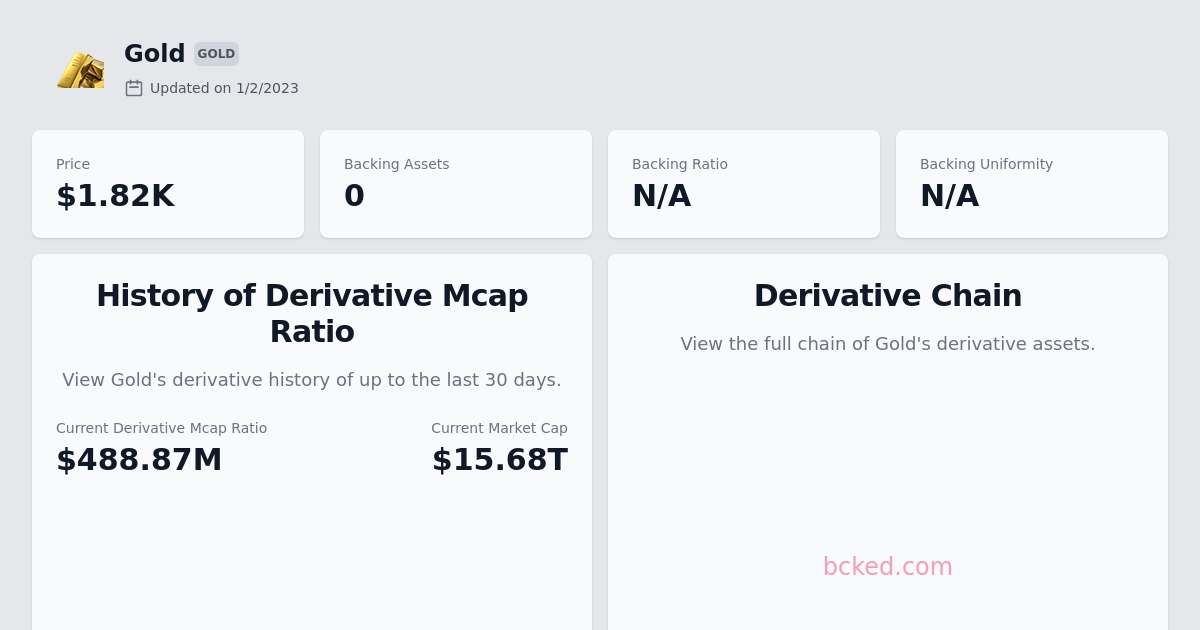 Gold GOLD
Updated on 1/2/2023
Price
$1.82K
Backing Assets
0
Backing Ratio
N/A
Backing Uniformity
N/A
History of Derivative Mcap
Ratio
View Gold's derivative history of up to the last 30 days.
Current Derivative Mcap Ratio
$488.87M
Current Market Cap
$15.68T
Derivative Chain
View the full chain of Gold's derivative assets.
bcked.com